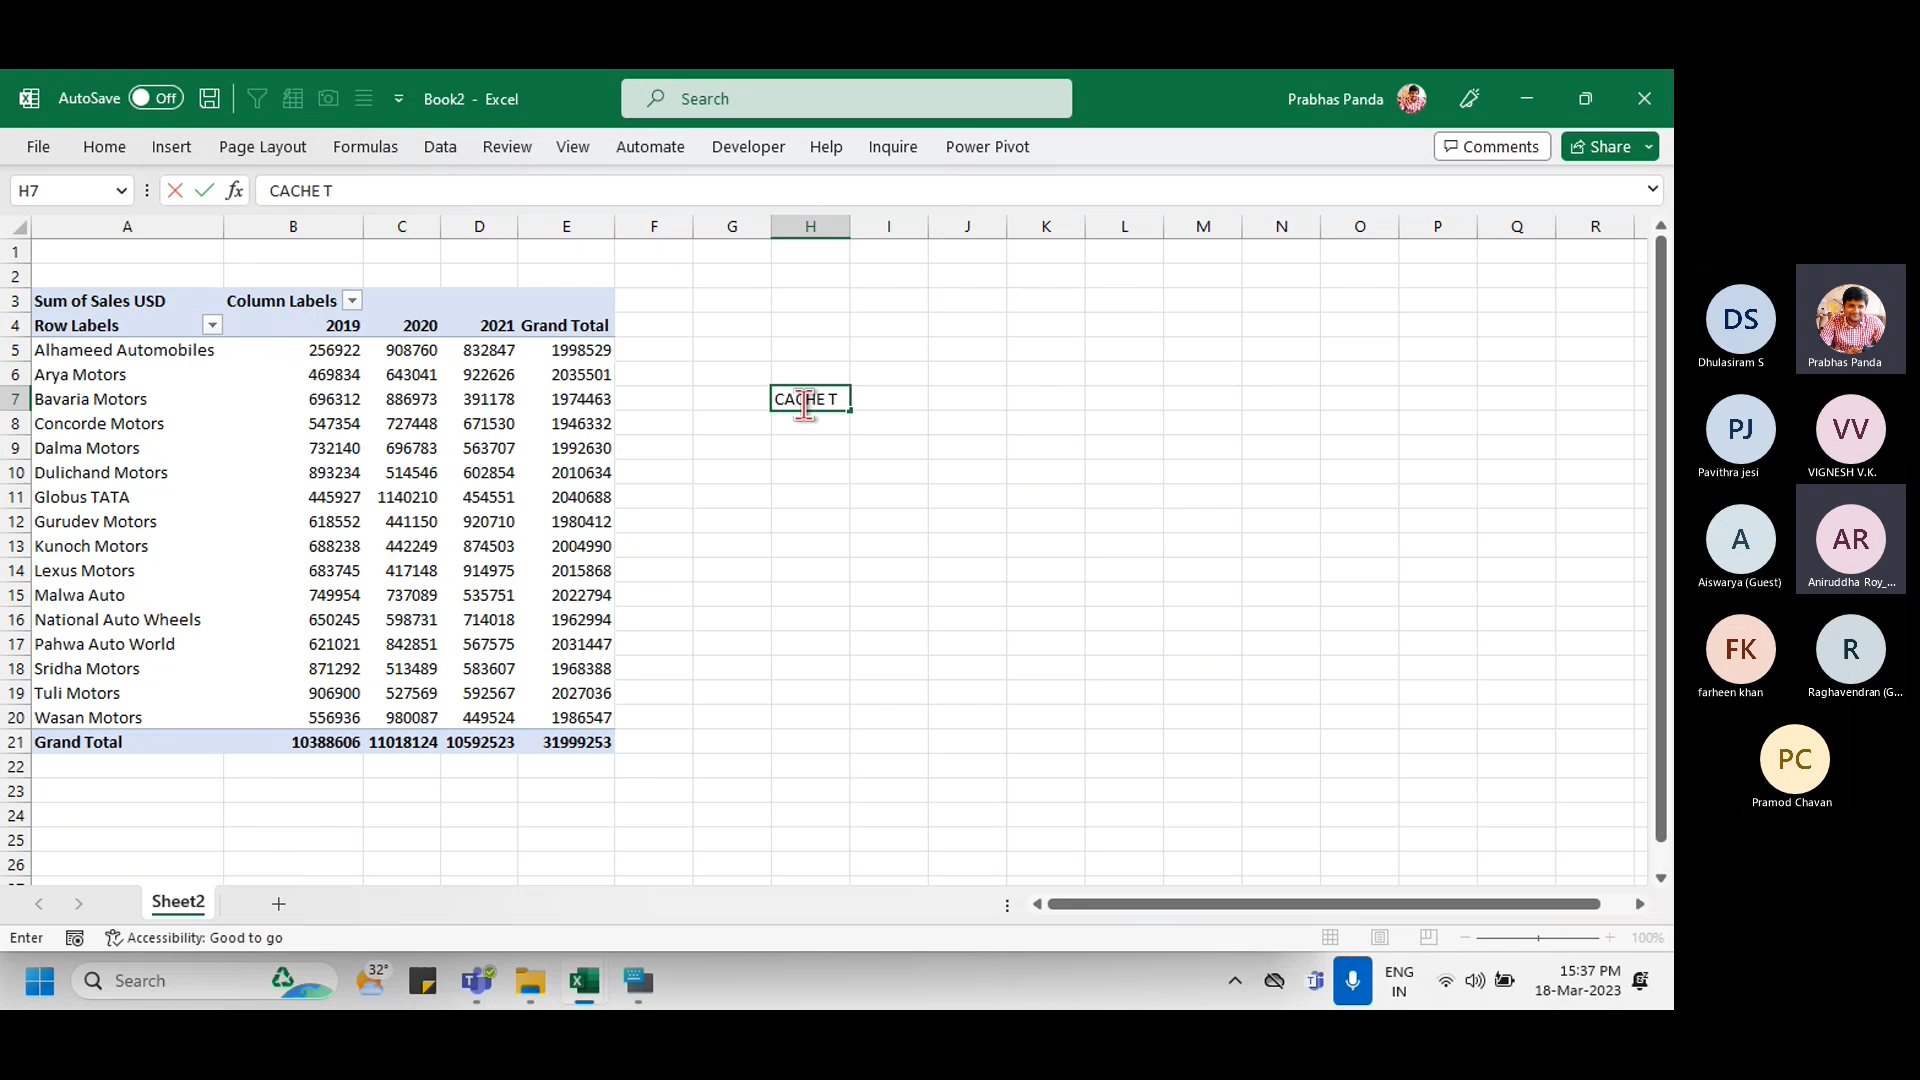 AutoSave Off Book2 - Excel Search Prabhas Panda
File Home Insert Page Layout Formulas Data Review View Automate Developer Help Inquire Power Pivot Comments Share
H7 fx CACHE T
A B C D E F G H I J K L M N O P Q R
1
2
3 Sum of Sales USD Column Labels
4 Row Labels 2019 2020 2021 Grand Total
5 Alhameed Automobiles 256922 908760 832847 1998529
6 Arya Motors 469834 643041 922626 2035501
7 Bavaria Motors 696312 886973 391178 1974463 CACHE T
8 Concorde Motors 547354 727448 671530 1946332
9 Dalma Motors 732140 696783 563707 1992630
10 Dulichand Motors 893234 514546 602854 2010634
11 Globus TATA 445927 1140210 454551 2040688
12 Gurudev Motors 618552 441150 920710 1980412
13 Kunoch Motors 688238 442249 874503 2004990
14 Lexus Motors 683745 417148 914975 2015868
15 Malwa Auto 749954 737089 535751 2022794
16 National Auto Wheels 650245 598731 714018 1962994
17 Pahwa Auto World 621021 842851 567575 2031447
18 Sridha Motors 871292 513489 583607 1968388
19 Tuli Motors 906900 527569 592567 2027036
20 Wasan Motors 556936 980087 449524 1986547
21 Grand Total 10388606 11018124 10592523 31999253
22
23
24
25
26
Sheet2
Enter Accessibility: Good to go 100%
Search 32° ENG IN 15:37 PM 18-Mar-2023
DS
Dhulasiram S Prabhas Panda
PJ VV
Pavithra jesi VIGNESH V.K.
A AR
Aiswarya (Guest) Aniruddha Roy_...
FK R
farheen khan Raghavendran (G...
PC
Pramod Chavan